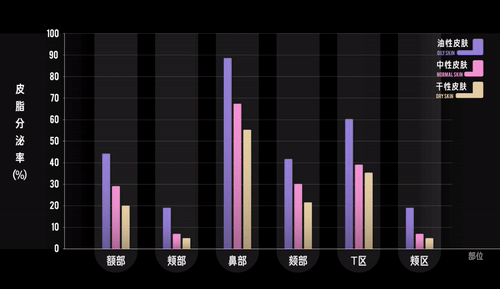 100
90
80
70
60
50
40
30
20
10
0
皮脂分泌率(%)
油性皮肤
OILY SKIN
中性皮肤
NORMAL SKIN
干性皮肤
DRY SKIN
额部 颊部 鼻部 颏部 T区 颊区
部位